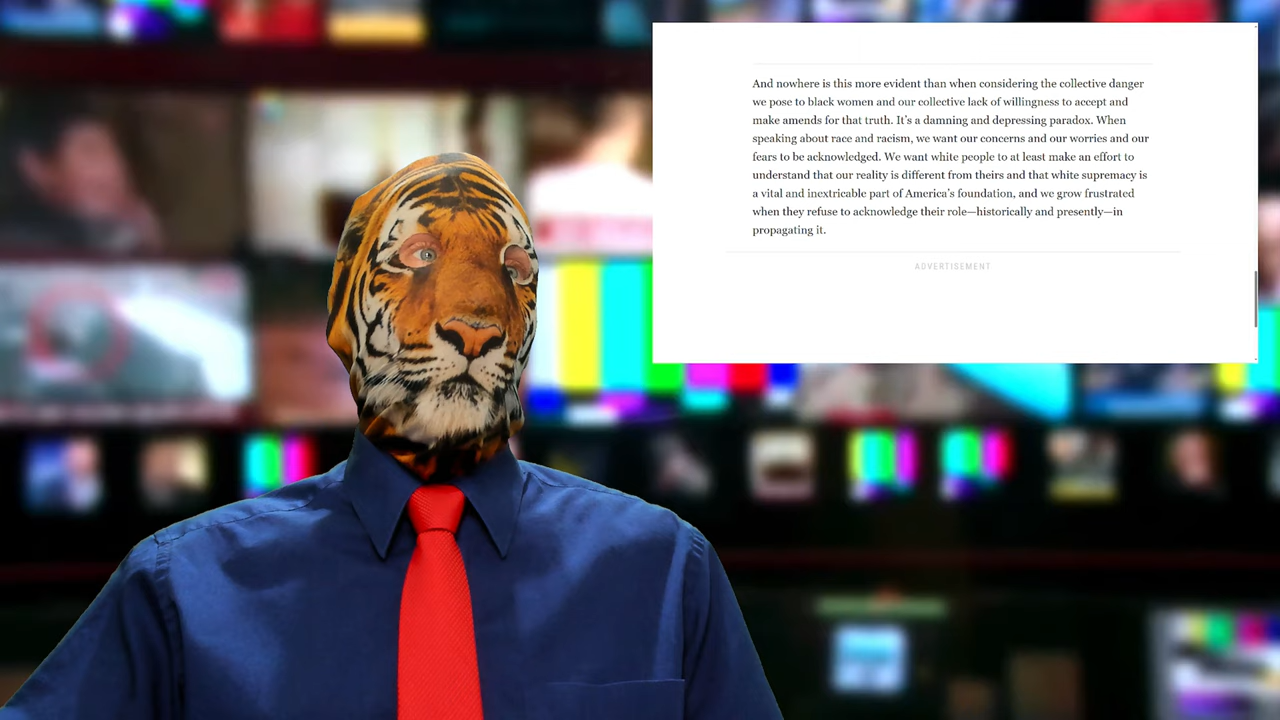 And nowhere is this more evident than when considering the collective danger
we pose to black women and our collective lack of willingness to accept and
make amends for that truth. It’s a damning and depressing paradox. When
speaking about race and racism, we want our concerns and our worries and our
fears to be acknowledged. We want white people to at least make an effort to
understand that our reality is different from theirs and that white supremacy is
a vital and inextricable part of America’s foundation, and we grow frustrated
when they refuse to acknowledge their role—historically and presently—in
propagating it.
ADVERTISEMENT